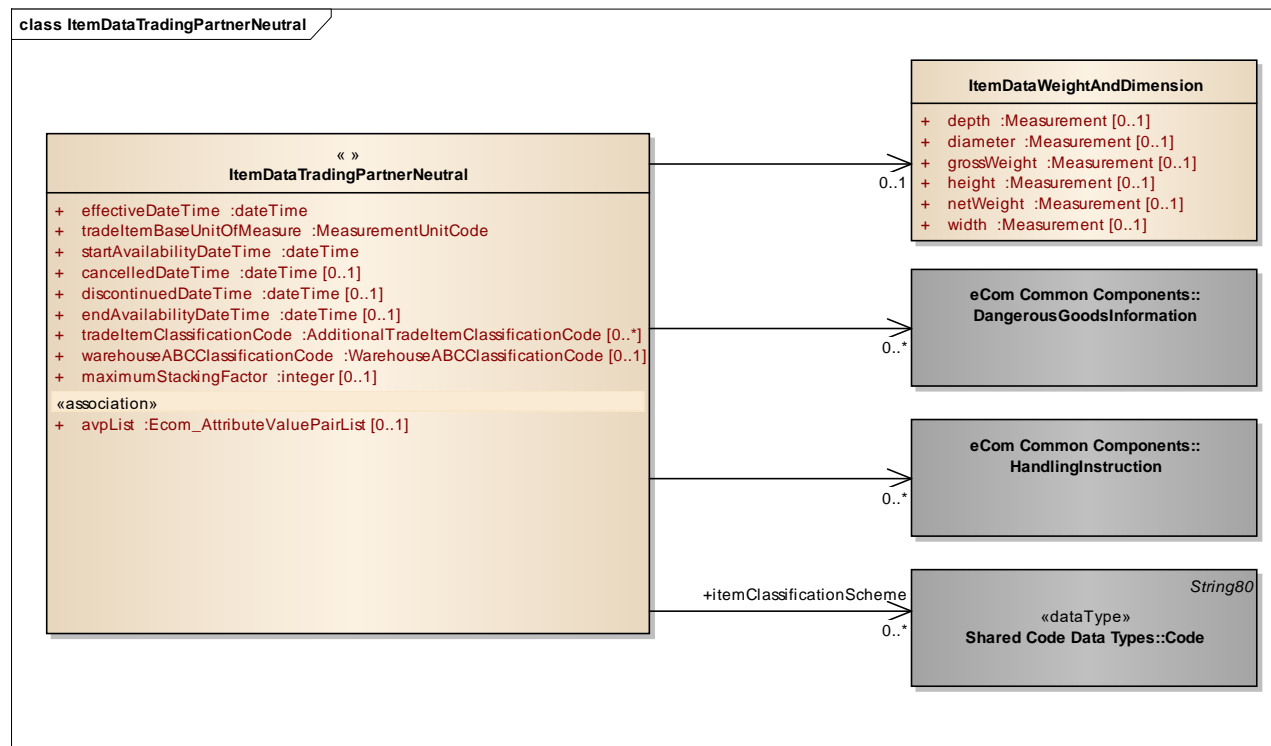 class ItemDataTradingPartnerNeutral
« »
ItemDataTradingPartnerNeutral
+ effectiveDateTime :dateTime
+ tradeItemBaseUnitOfMeasure :MeasurementUnitCode
+ startAvailabilityDateTime :dateTime
+ cancelledDateTime :dateTime [0..1]
+ discontinuedDateTime :dateTime [0..1]
+ endAvailabilityDateTime :dateTime [0..1]
+ tradeItemClassificationCode :AdditionalTradeItemClassificationCode [0..*]
+ warehouseABCClassificationCode :WarehouseABCClassificationCode [0..1]
+ maximumStackingFactor :integer [0..1]
«association»
+ avpList :Ecom_AttributeValuePairList [0..1]
0..1
ItemDataWeightAndDimension
+ depth :Measurement [0..1]
+ diameter :Measurement [0..1]
+ grossWeight :Measurement [0..1]
+ height :Measurement [0..1]
+ netWeight :Measurement [0..1]
+ width :Measurement [0..1]
0..*
eCom Common Components::
DangerousGoodsInformation
0..*
eCom Common Components::
HandlingInstruction
+itemClassificationScheme
0..*
String80
«dataType»
Shared Code Data Types::Code